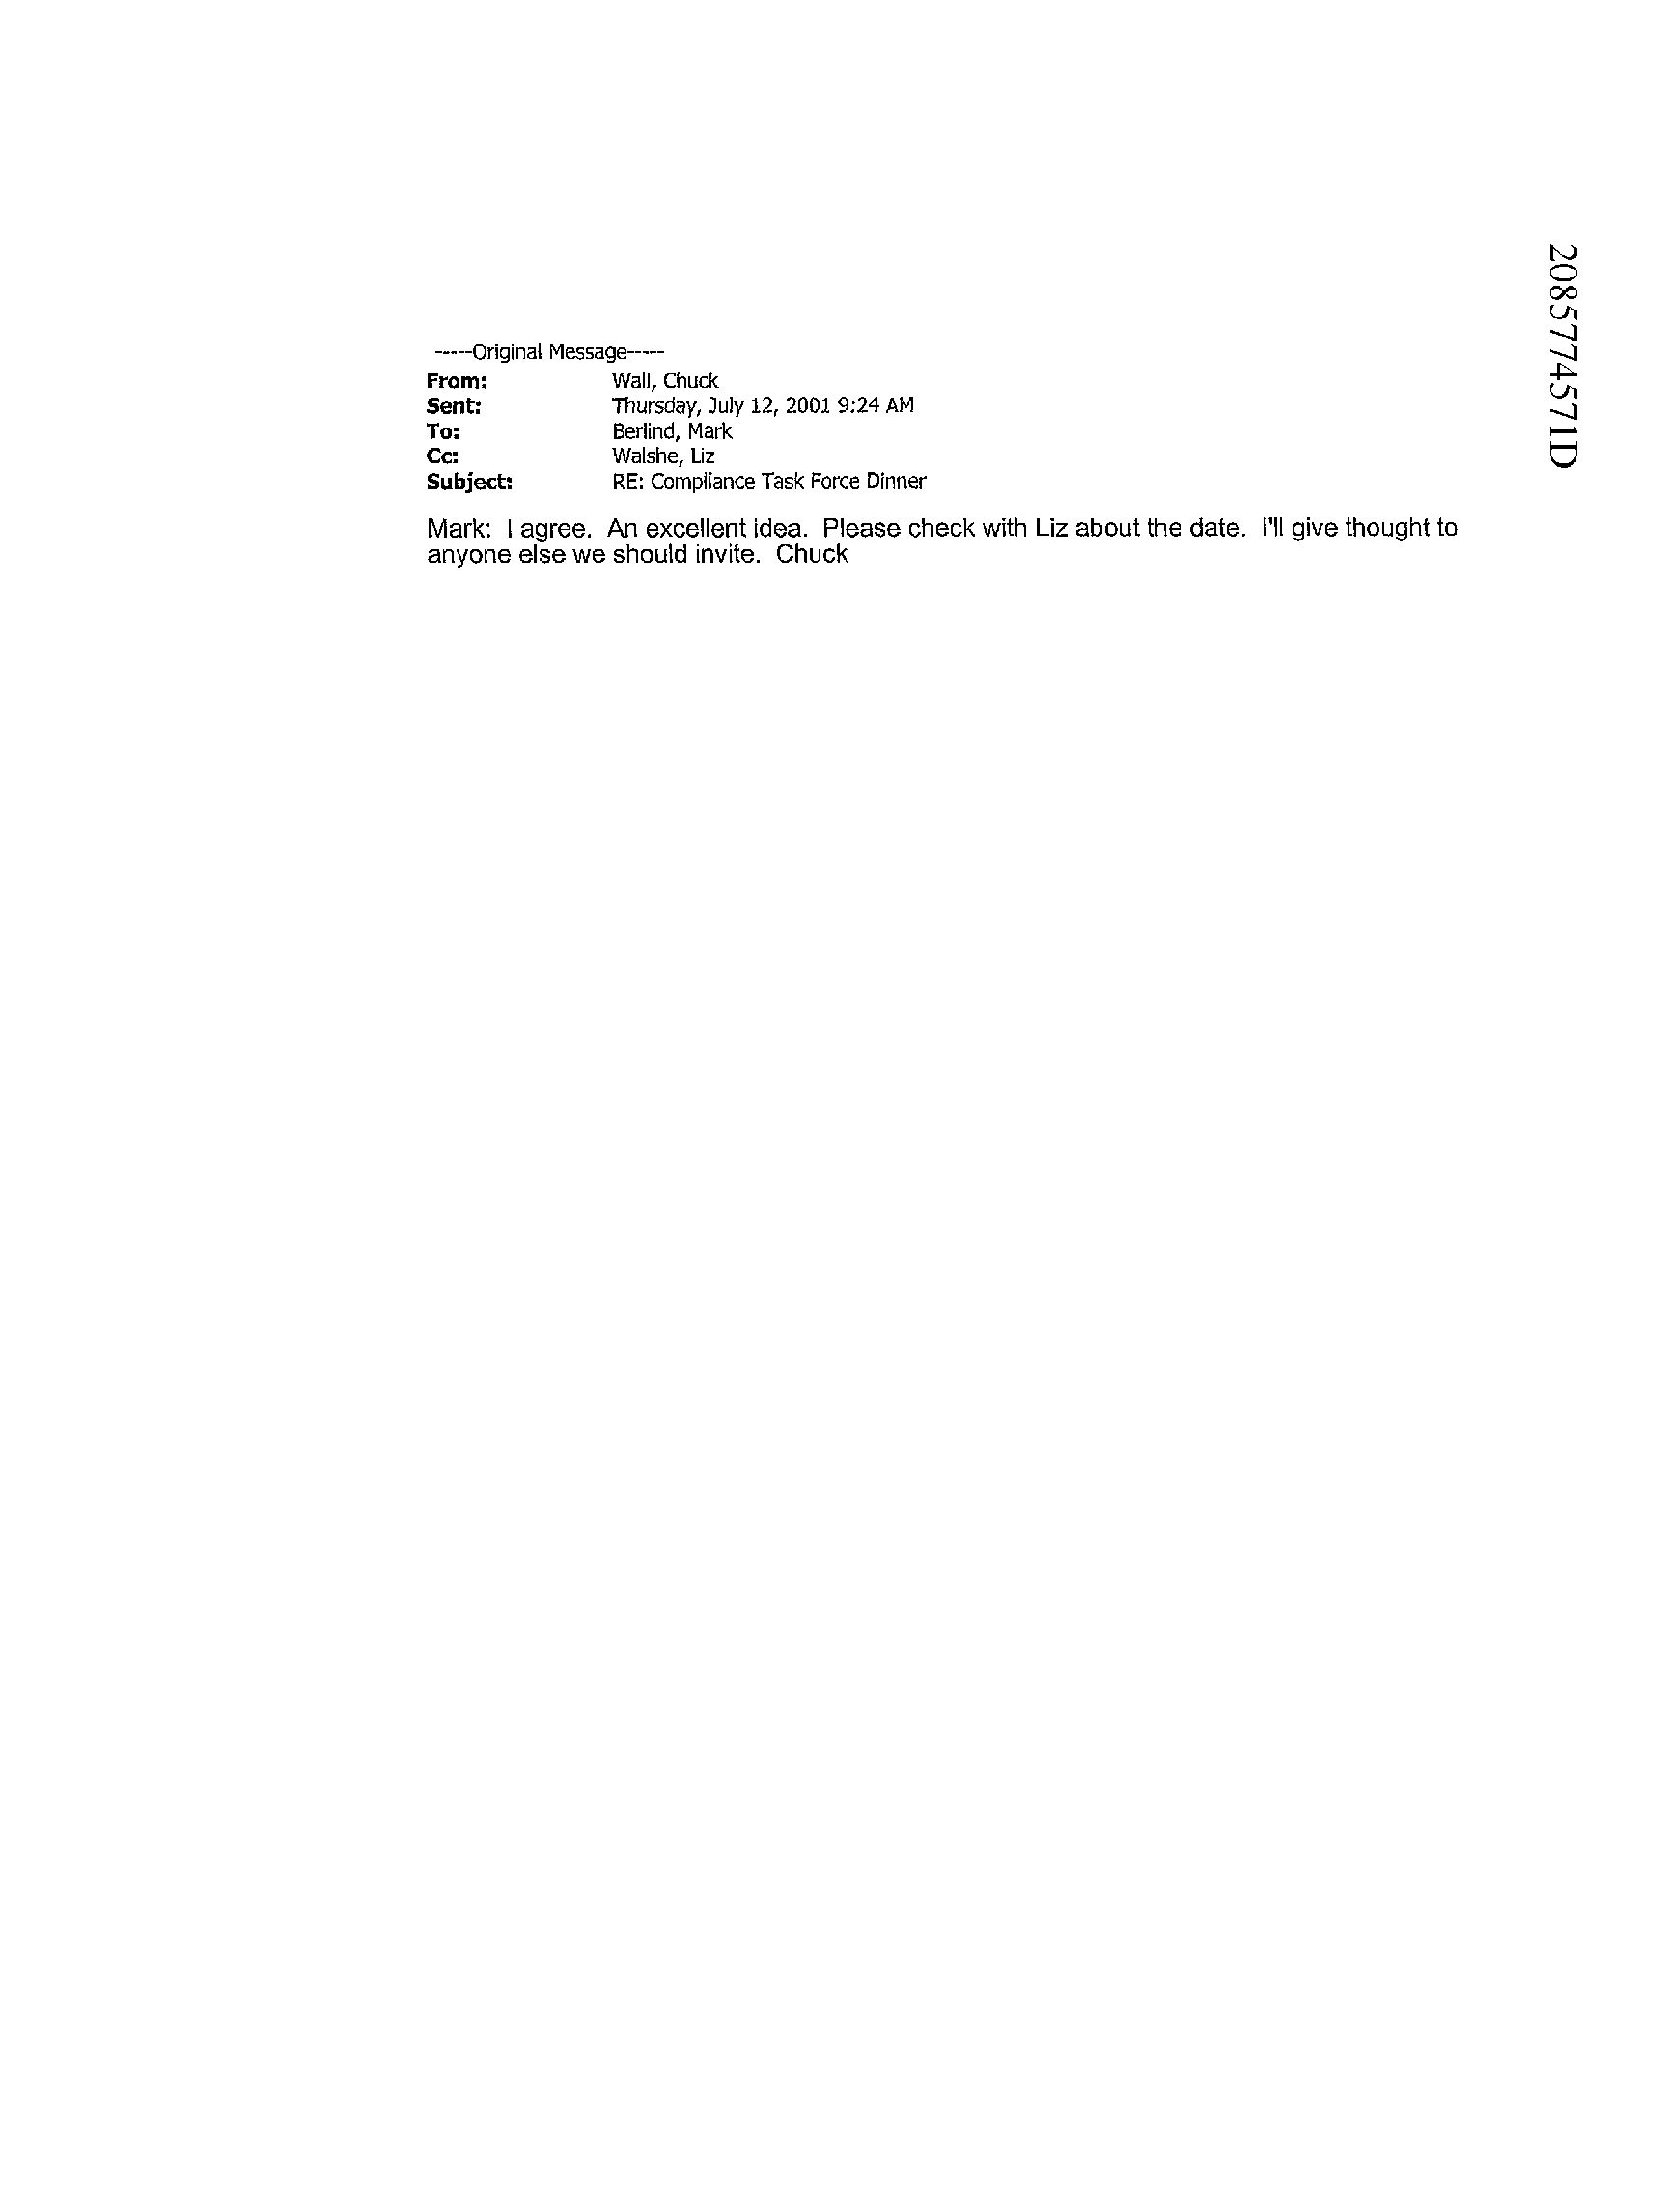 2085774571D
-----Original Message-----
From: Wall, Chuck
Sent: Thursday, July 12, 2001 9:24 AM
To: Berlind, Mark
Cc: Walshe, Liz
Subject: RE: Compliance Task Force Dinner
Mark:  I agree.  An excellent idea.  Please check with Liz about the date.  I'll give thought to
anyone else we should invite.  Chuck